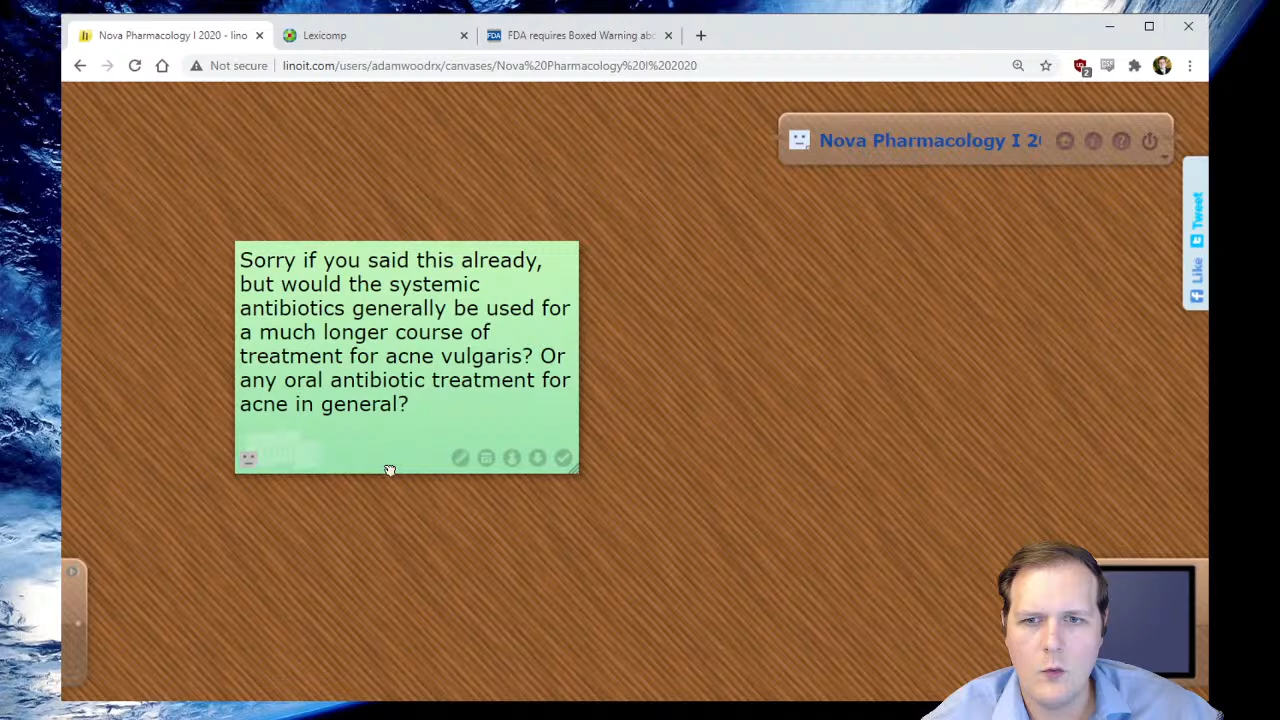 Nova Pharmacology I 2020 - lino
Lexicomp
FDA requires Boxed Warning abo
Not secure
linoit.com/users/adamwoodrx/canvases/Nova%20Pharmacology%20I%202020
2
Nova Pharmacology I 20
Tweet
Like
Sorry if you said this already,
but would the systemic
antibiotics generally be used for
a much longer course of
treatment for acne vulgaris? Or
any oral antibiotic treatment for
acne in general?